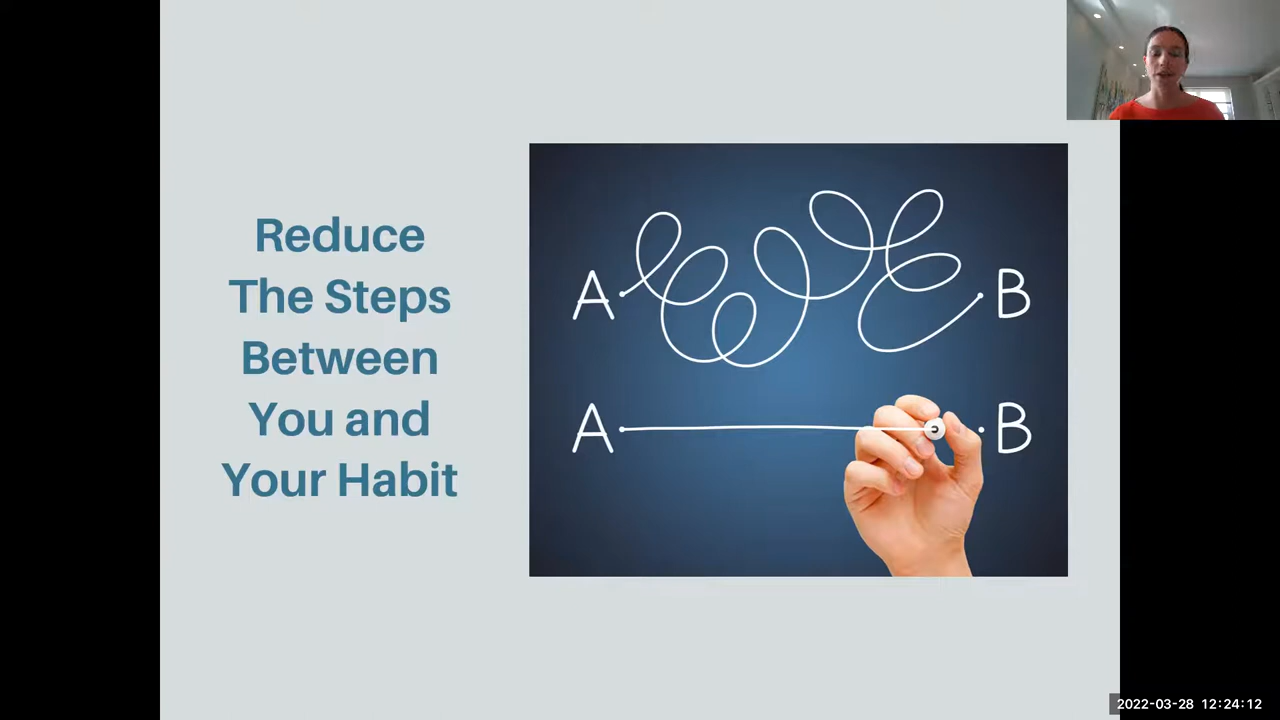 Reduce
The Steps
Between
You and
Your Habit
A B
A B
2022-03-28 12:24:12